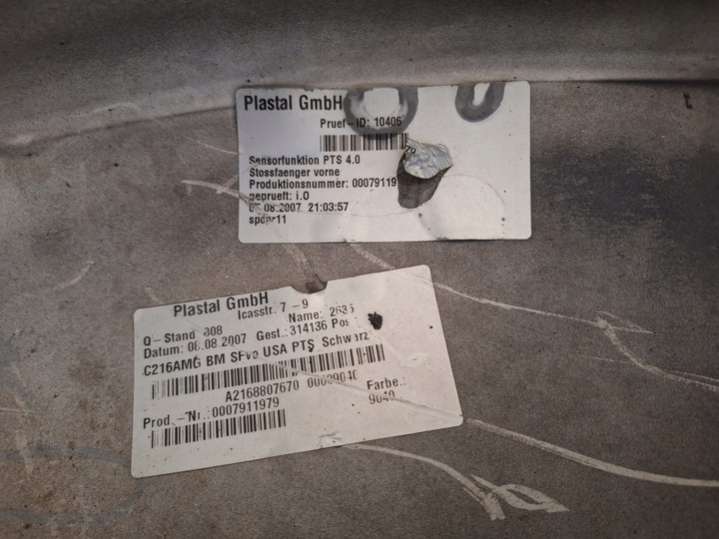 Plastal GmbH
Pruef-ID: 10406
Sensorfunktion PTS 4.0
Stossfaenger vorne
Produktionsnummer: 00079119
geprueft: i.O
08.2007 21:03:57
Plastal GmbH
Icasstr. 7-9
Q-Stand
Name:
Datum: 06.08.2007 Gest.: 314136 Pos
C216AMG BM SFvo USA PTS Schwarz
A2168807670
Farbe.:
9040
Prod.-Nr.:0007911979